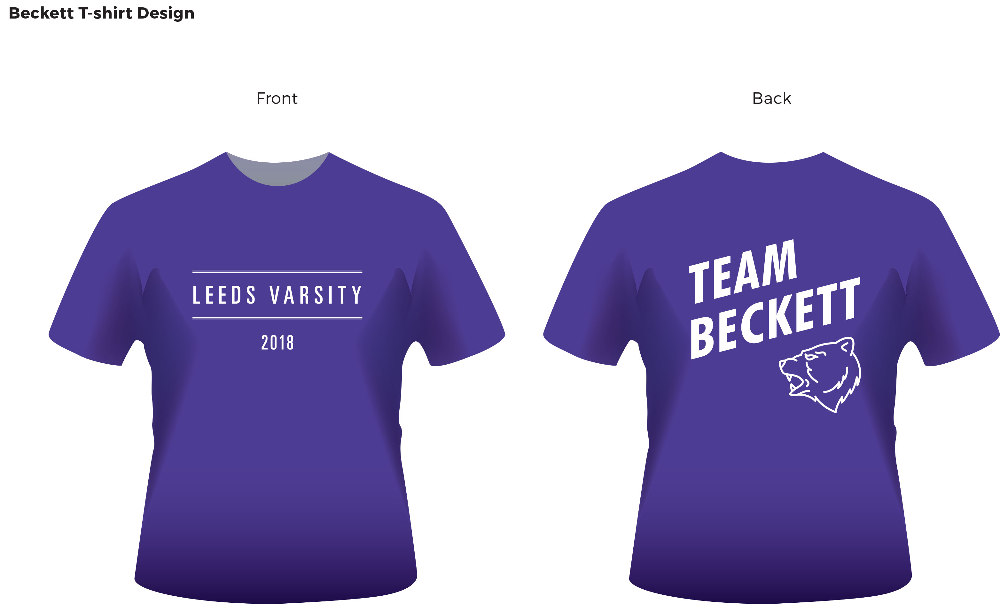 Beckett T-shirt Design
Front
Back
LEEDS VARSITY
2018
TEAM
BECKETT